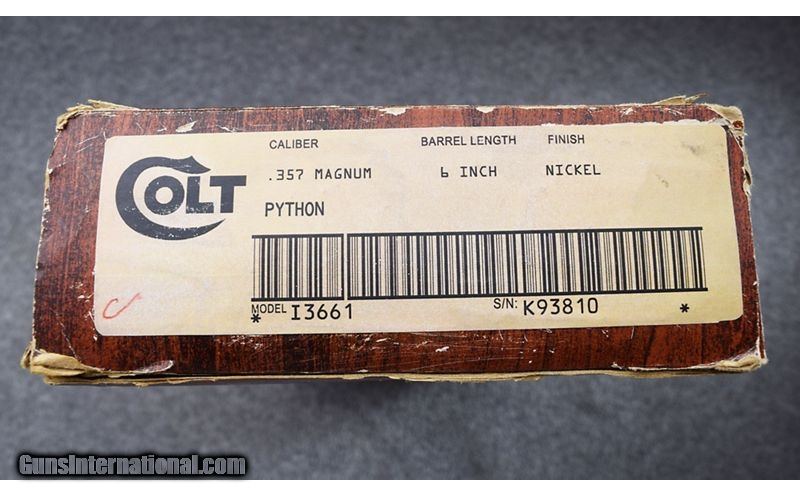 COLT
CALIBER BARREL LENGTH FINISH
.357 MAGNUM 6 INCH NICKEL
PYTHON
MODEL S/N:
* I3661 K93810 *
GunsInternational.com